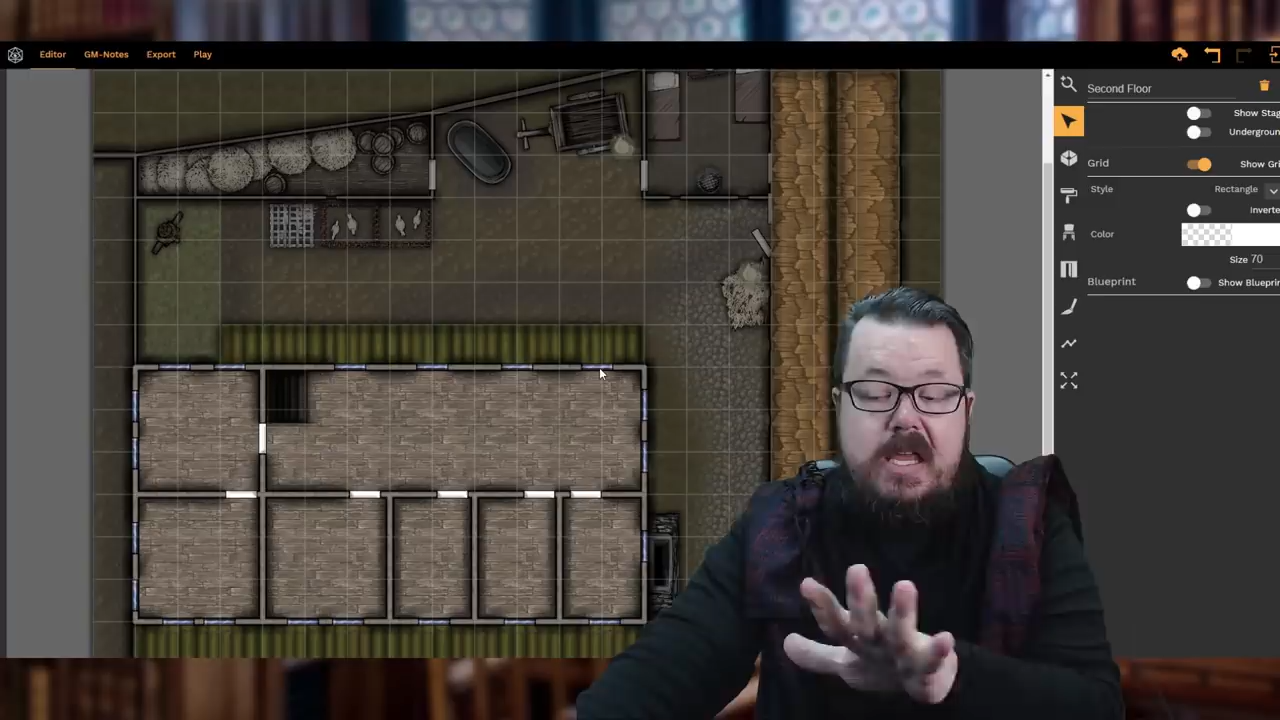 Editor GM-Notes Export Play
Second Floor
Show Stag
Undergroun
Grid Show Gri
Style Rectangle
Inverte
Color
Size 70
Blueprint Show Blueprin